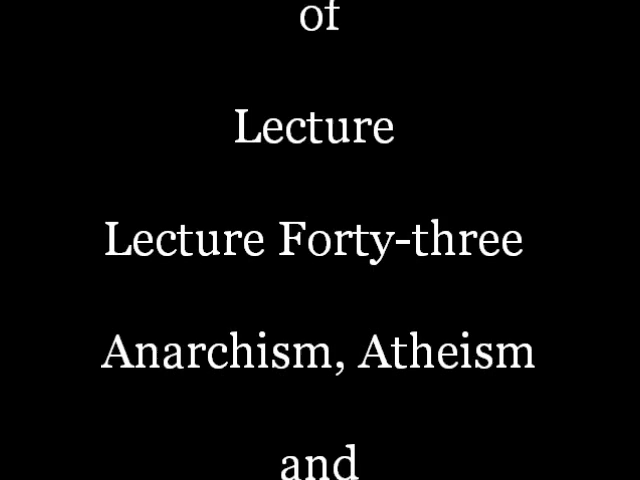 of
Lecture
Lecture Forty-three
Anarchism, Atheism
and